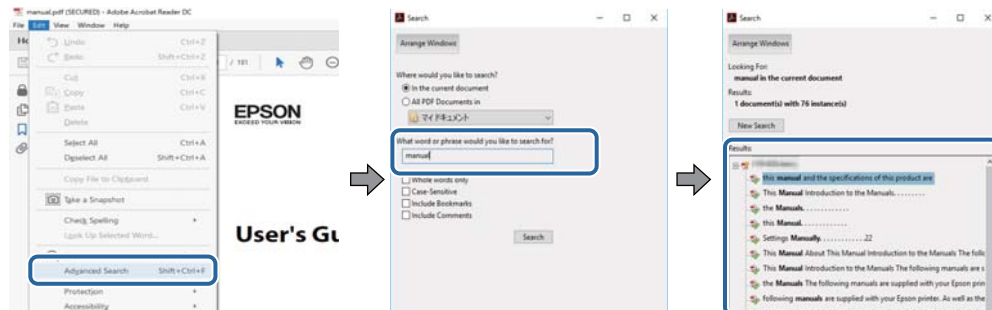 manual.pdf (SECURED) - Adobe Acrobat Reader DC
File Edit View Window Help
Undo Ctrl+Z
Redo Shift+Ctrl+Z
Cut Ctrl+X
Copy Ctrl+C
Paste Ctrl+V
Delete
Select All Ctrl+A
Deselect All Shift+Ctrl+A
Copy File to Clipboard
Take a Snapshot
Check Spelling
Look Up Selected Word...
Advanced Search Shift+Ctrl+F
Protection
Accessibility
/ 191
EPSON
EXCEED YOUR VISION
User's Gu
Search
Arrange Windows
Where would you like to search?
In the current document
All PDF Documents in
マイ ドキュメント
What word or phrase would you like to search for?
manual
Whole words only
Case-Sensitive
Include Bookmarks
Include Comments
Search
Search
Arrange Windows
Looking For:
manual in the current document
Results:
1 document(s) with 76 instance(s)
New Search
Results:
this manual and the specifications of this product are
This Manual Introduction to the Manuals. . . . . . . . .
the Manuals. . . . . . . . . . . .
this Manual. . . . . . . . . . . .
Settings Manually. . . . . . . . . . . .22
This Manual About This Manual Introduction to the Manuals The follo
This Manual Introduction to the Manuals The following manuals are s
the Manuals The following manuals are supplied with your Epson prin
following manuals are supplied with your Epson printer. As well as the